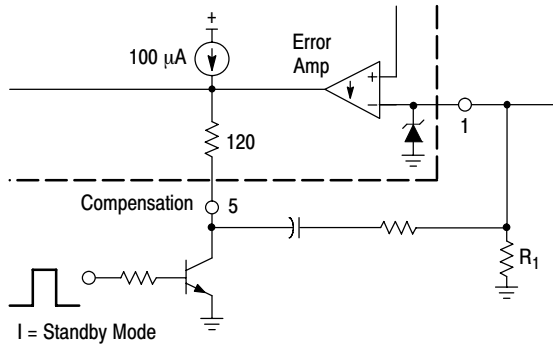 +
100 µA
Error
Amp
+
−
1
120
Compensation
5
R1
I = Standby Mode